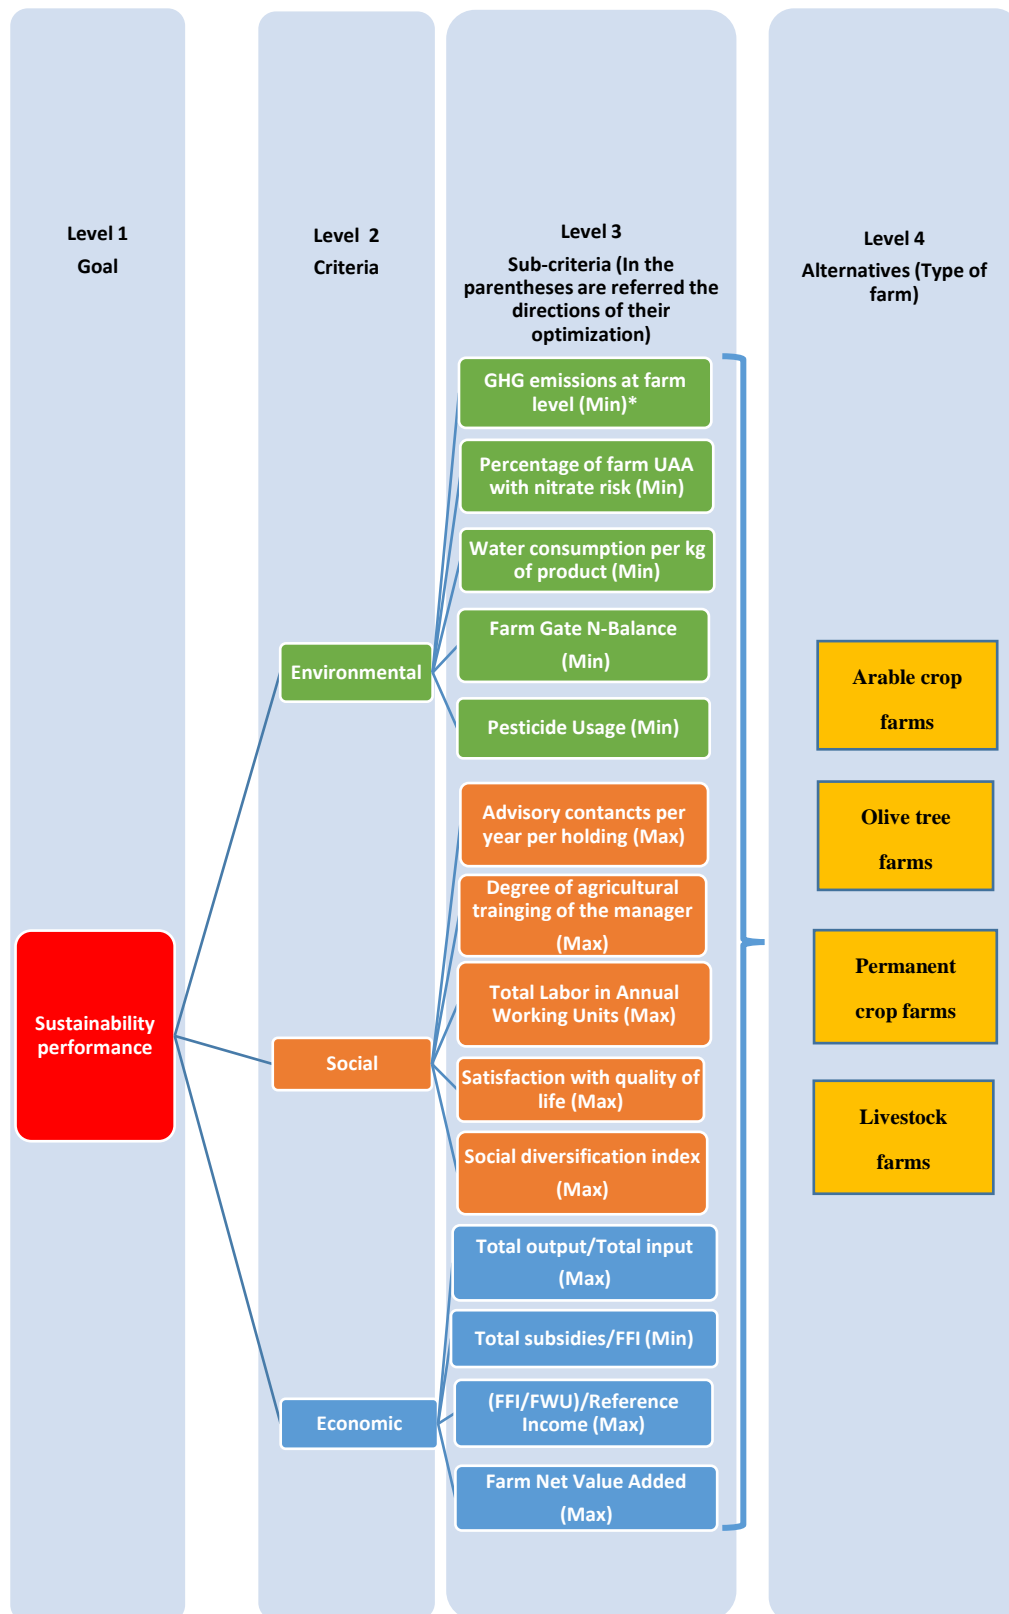 Level 1
Goal
Sustainability
performance
Level  2
Criteria
Environmental
Social
Economic
Level 3
Sub-criteria (In the
parentheses are referred the
directions of their
optimization)
GHG emissions at farm
level (Min)*
Percentage of farm UAA
with nitrate risk (Min)
Water consumption per kg
of product (Min)
Farm Gate N-Balance
(Min)
Pesticide Usage (Min)
Advisory contancts per
year per holding (Max)
Degree of agricultural
trainging of the manager
(Max)
Total Labor in Annual
Working Units (Max)
Satisfaction with quality of
life (Max)
Social diversification index
(Max)
Total output/Total input
(Max)
Total subsidies/FFI (Min)
(FFI/FWU)/Reference
Income (Max)
Farm Net Value Added
(Max)
Level 4
Alternatives (Type of
farm)
Arable crop
farms
Olive tree
farms
Permanent
crop farms
Livestock
farms